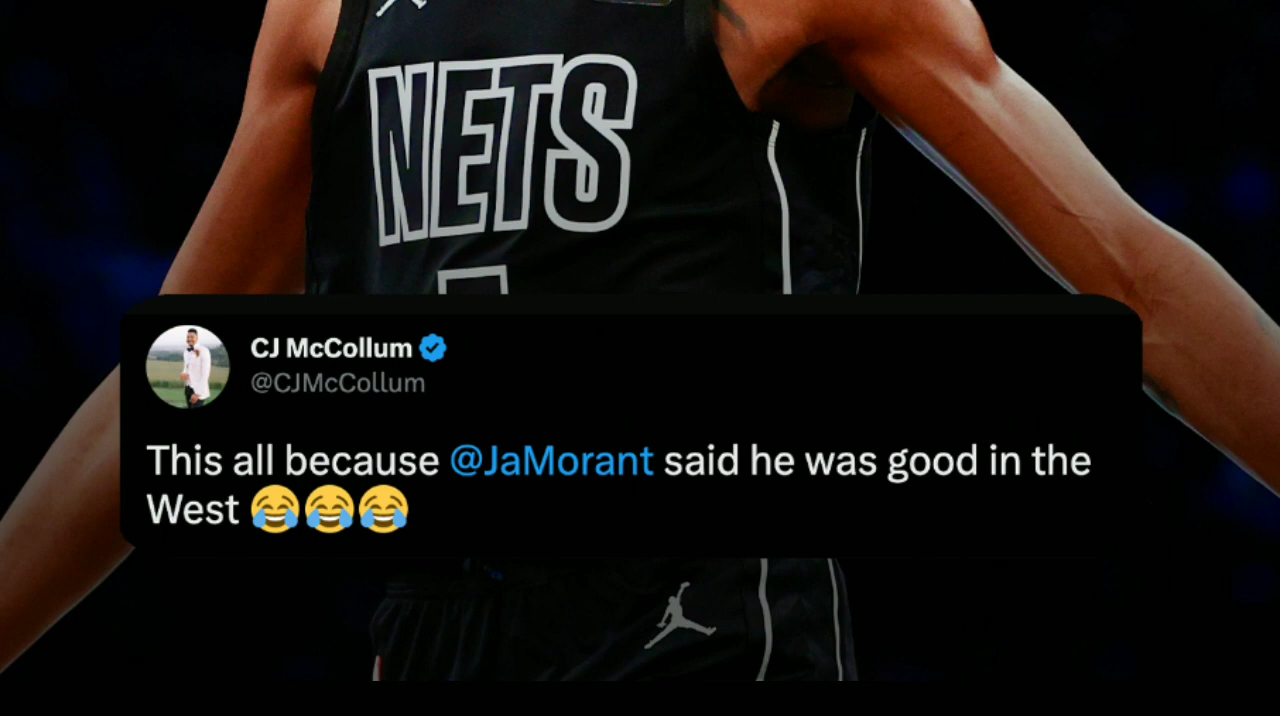 NETS
CJ McCollum
@CJMcCollum
This all because @JaMorant said he was good in the
West 😂😂😂